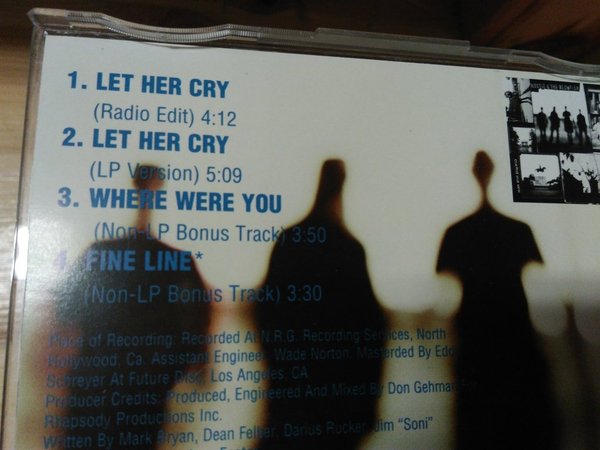 1. LET HER CRY
(Radio Edit) 4:12
2. LET HER CRY
(LP Version) 5:09
3. WHERE WERE YOU
(Non-LP Bonus Track) 3:50
4. FINE LINE*
(Non-LP Bonus Track) 3:30
Place of Recording: Recorded At N.R.G. Recording Services, North
Hollywood, Ca. Assistant Engineer: Wade Norton. Masterded By
Schreyer At Future Disc, Los Angeles, CA
Producer Credits: Produced, Engineered And Mixed By Don Gehman
Rhapsody Productions Inc.
Written By Mark Bryan, Dean Felber, Darius Rucker, Jim "Soni"